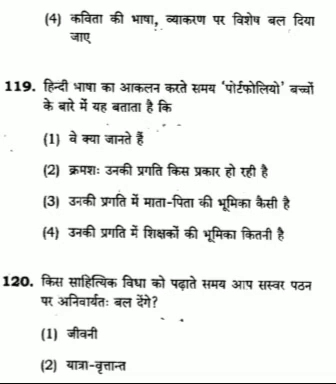 (4) कविता की भाषा, व्याकरण पर विशेष बल दिया
जाए
119. हिन्दी भाषा का आकलन करते समय 'पोर्टफोलियो' बच्चों
के बारे में यह बताता है कि
(1) वे क्या जानते हैं
(2) क्रमशः उनकी प्रगति किस प्रकार हो रही है
(3) उनकी प्रगति में माता-पिता की भूमिका कैसी है
(4) उनकी प्रगति में शिक्षकों की भूमिका कितनी है
120. किस साहित्यिक विधा को पढ़ाते समय आप सस्वर पठन
पर अनिवार्यतः बल देंगे?
(1) जीवनी
(2) यात्रा-वृत्तान्त